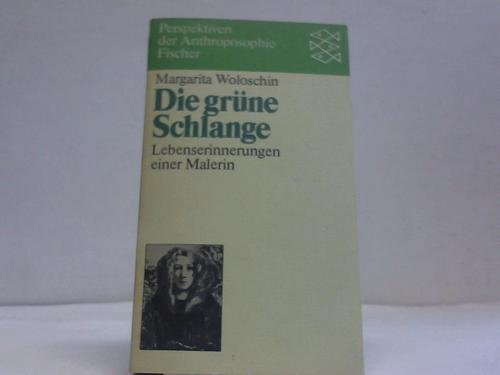 Perspektiven
der Anthroposophie
Fischer
Margarita Woloschin
Die grüne
Schlange
Lebenserinnerungen
einer Malerin